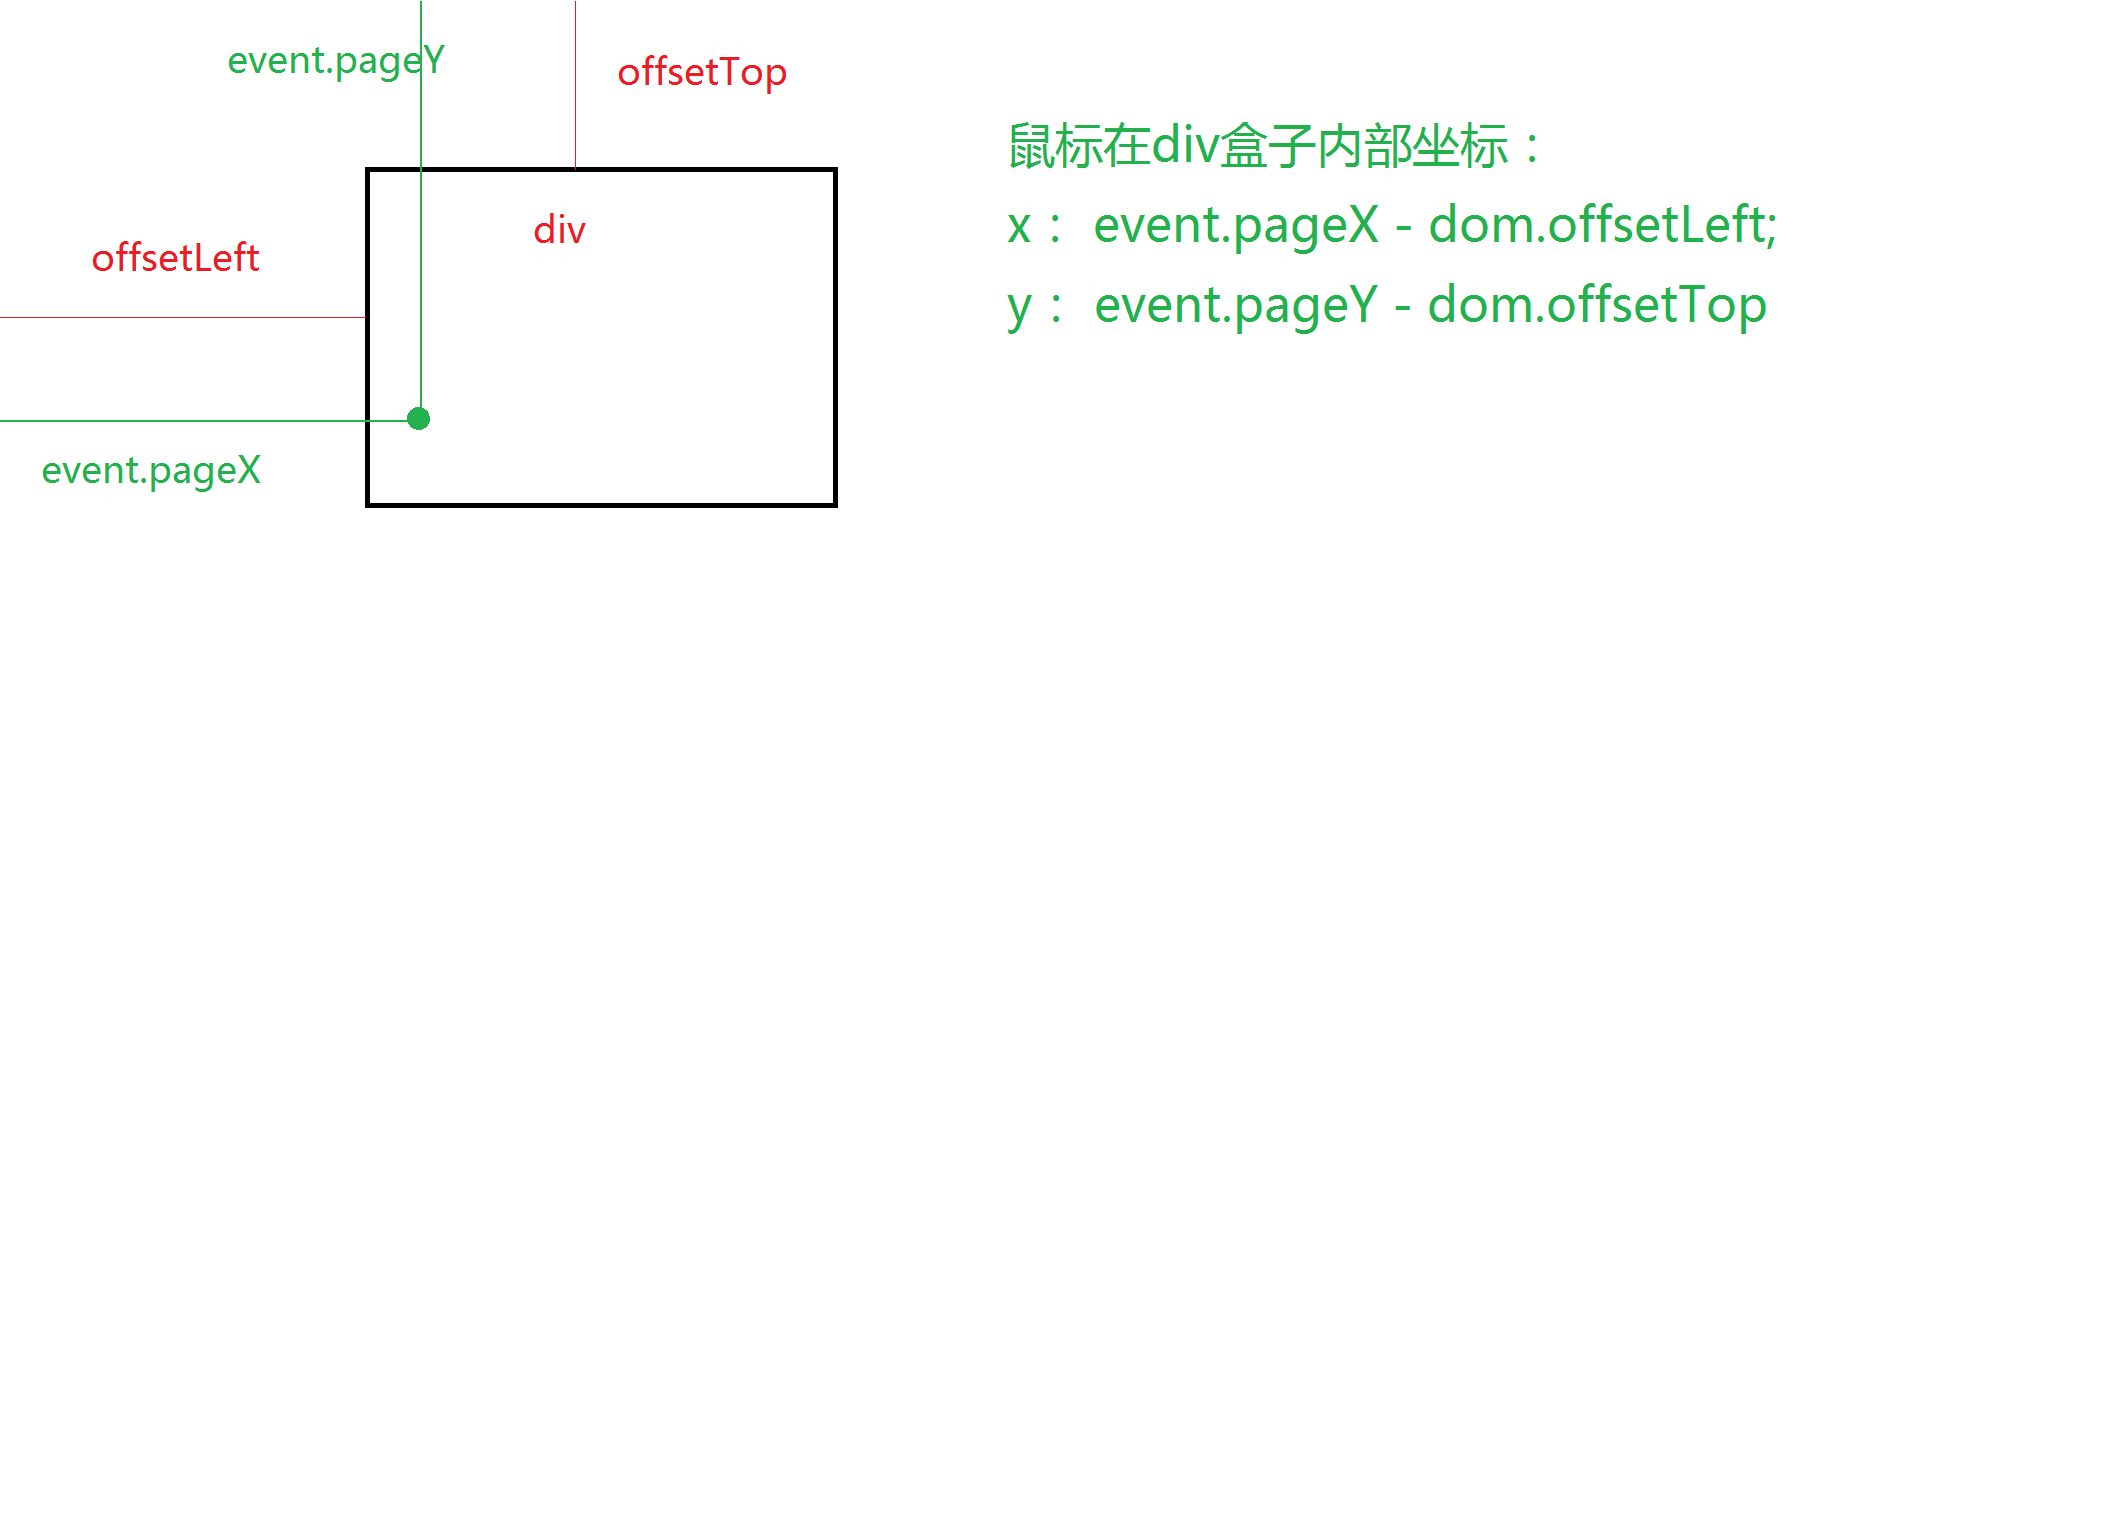 event.pageY
offsetTop
鼠标在div盒子内部坐标：
x： event.pageX - dom.offsetLeft;
div
offsetLeft
y： event.pageY - dom.offsetTop
event.pageX